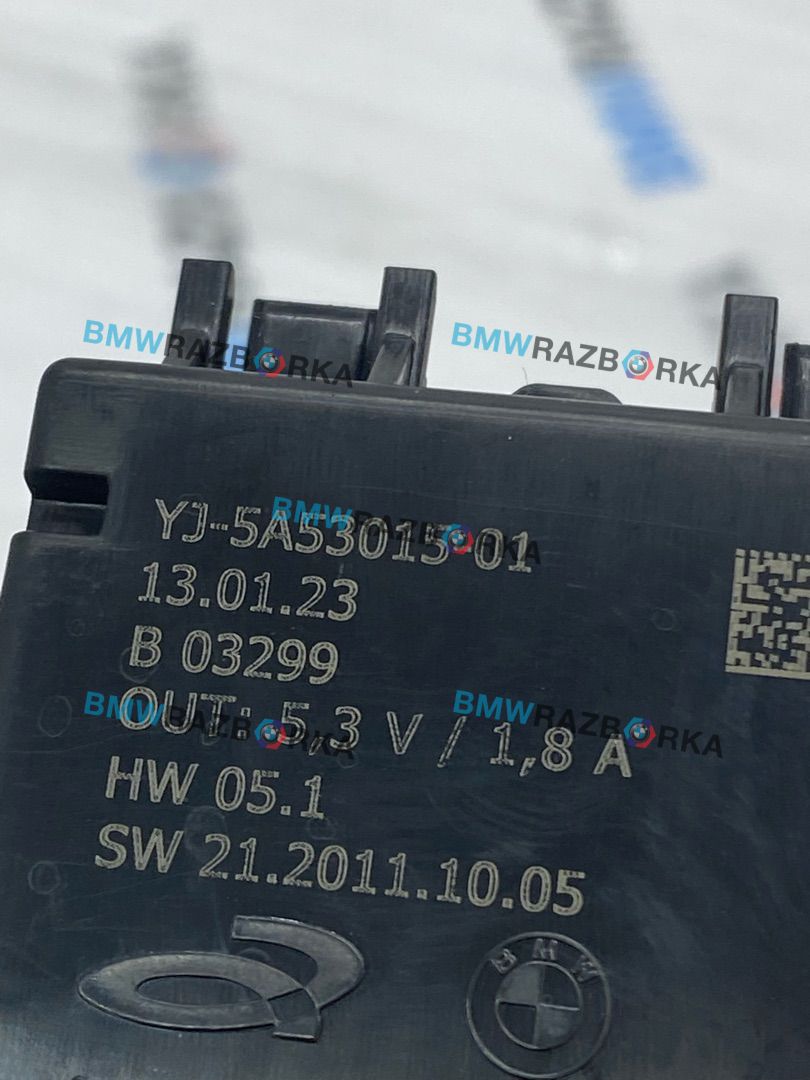 BMWRAZBORKA
BMWRAZBORKA
BMWRAZBORKA
YJ-5A53015-01
13.01.23
B 03299
BMWRAZBORKA
BMWRAZBORKA
OUT: 5,3 V / 1,8 A
HW 05.1
SW 21.2011.10.05
BMW